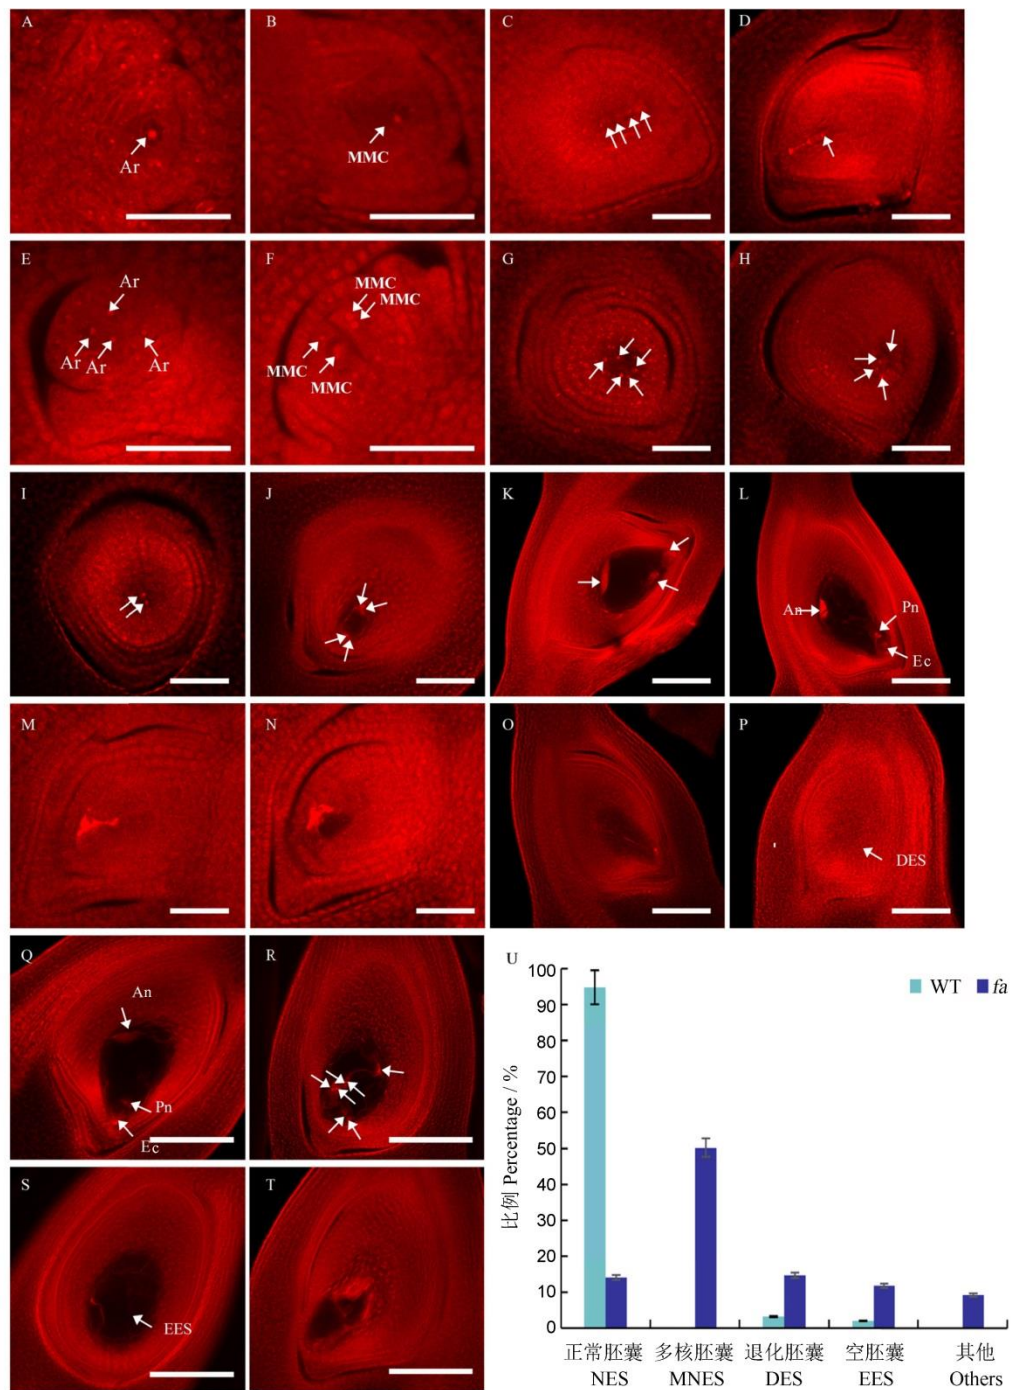 A
Ar
B
MMC
C
D
E
Ar
Ar
Ar
Ar
F
MMC
MMC
MMC
MMC
G
H
I
J
K
L
An
Pn
Ec
M
N
O
P
DES
Q
An
Pn
Ec
R
S
EES
T
U
比例 Percentage / %
100
90
80
70
60
50
40
30
20
10
0
WT fa
正常胚囊 多核胚囊 退化胚囊 空胚囊 其他
NES MNES DES EES Others